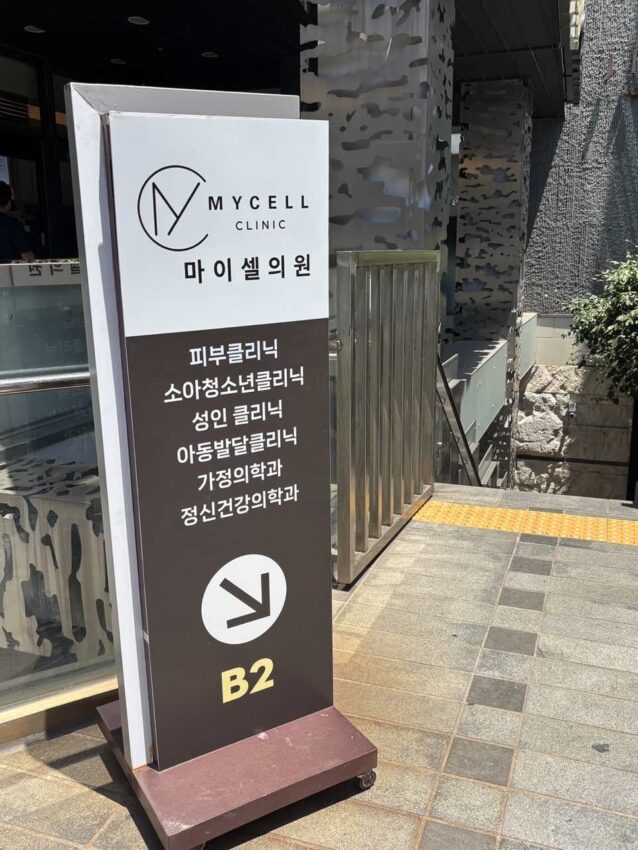 MYCELL
CLINIC
마이셀의원
피부클리닉
소아청소년클리닉
성인 클리닉
아동발달클리닉
가정의학과
정신건강의학과
B2